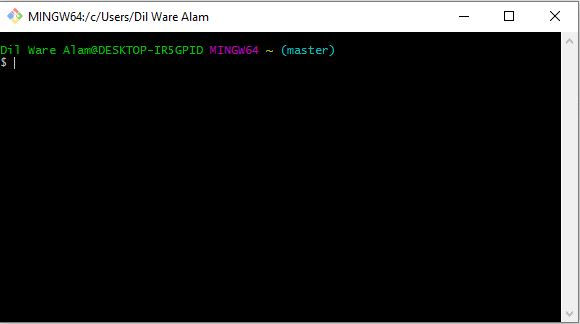 MINGW64:/c/Users/Dil Ware Alam
Dil Ware Alam@DESKTOP-IR5GPID MINGW64 ~ (master)
$